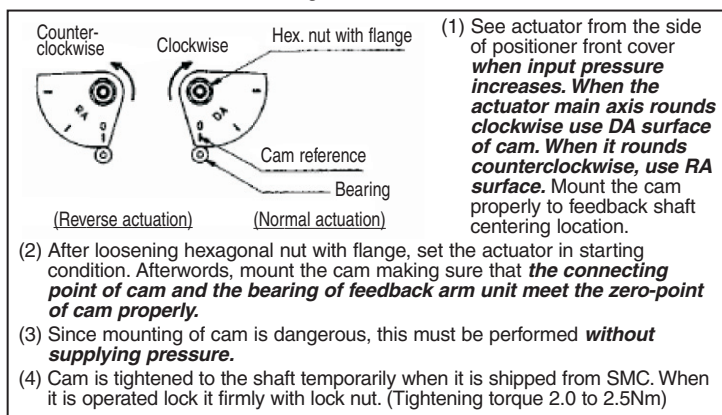 Counter-
clockwise
Clockwise
Hex. nut with flange
RA
0
DA
0
Cam reference
Bearing
(Reverse actuation)
(Normal actuation)
(1) See actuator from the side
of positioner front cover
when input pressure
increases. When the
actuator main axis rounds
clockwise use DA surface
of cam. When it rounds
counterclockwise, use RA
surface. Mount the cam
properly to feedback shaft
centering location.
(2) After loosening hexagonal nut with flange, set the actuator in starting
condition. Afterwords, mount the cam making sure that the connecting
point of cam and the bearing of feedback arm unit meet the zero-point
of cam properly.
(3) Since mounting of cam is dangerous, this must be performed without
supplying pressure.
(4) Cam is tightened to the shaft temporarily when it is shipped from SMC. When
it is operated lock it firmly with lock nut. (Tightening torque 2.0 to 2.5Nm)